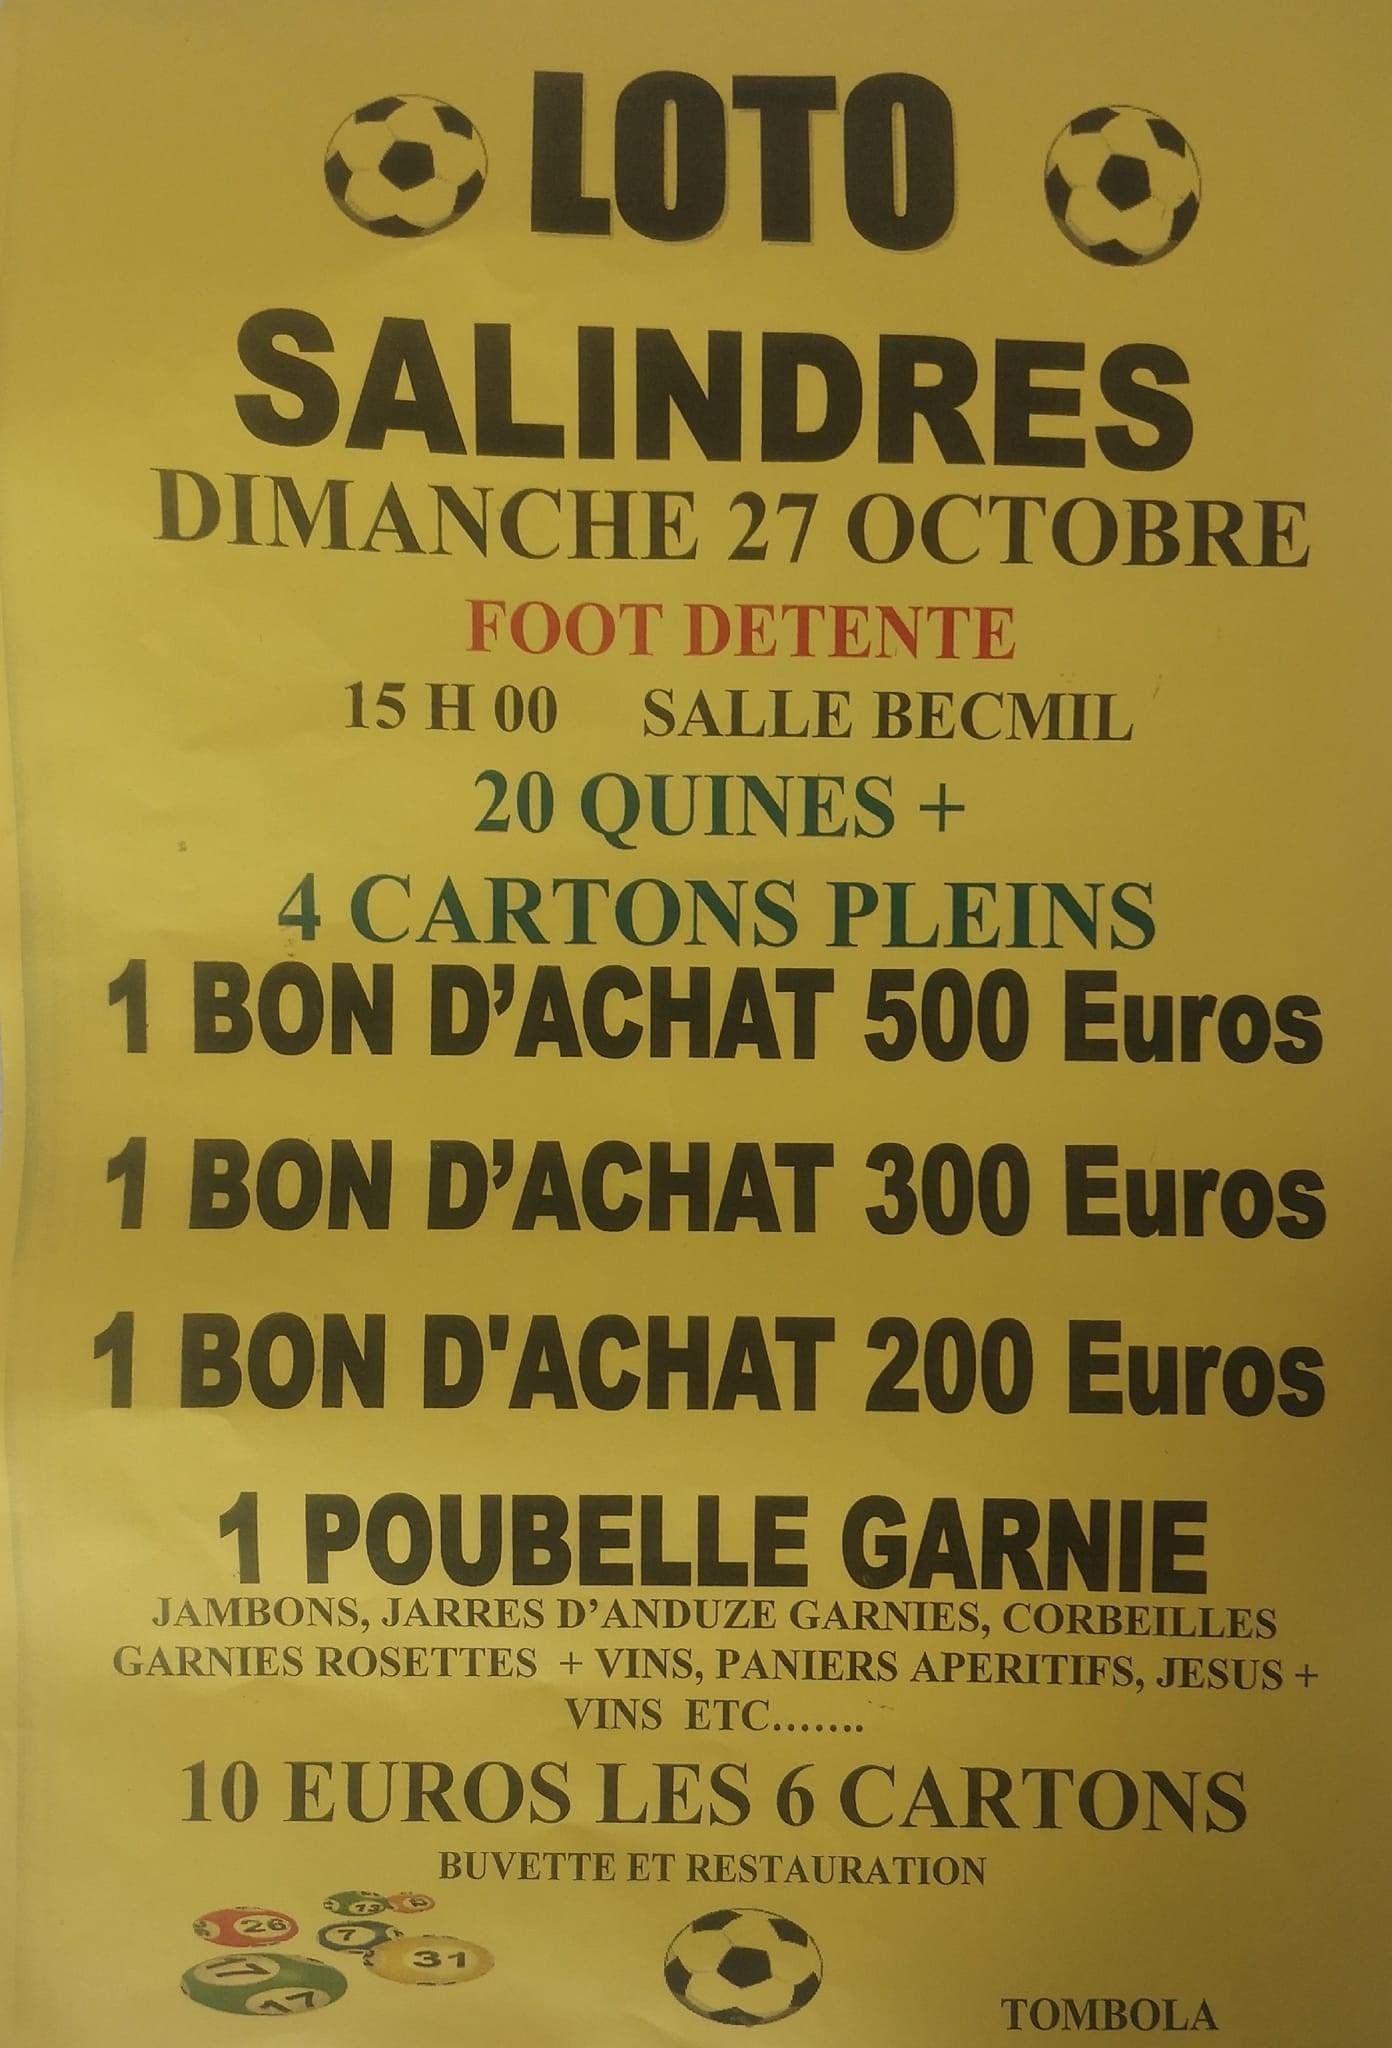 LOTO
SALINDRES
DIMANCHE 27 OCTOBRE
FOOT DETENTE
15 H 00 SALLE BECMIL
20 QUINES +
4 CARTONS PLEINS
1 BON D’ACHAT 500 Euros
1 BON D’ACHAT 300 Euros
1 BON D'ACHAT 200 Euros
1 POUBELLE GARNIE
JAMBONS, JARRES D’ANDUZE GARNIES, CORBEILLES
GARNIES ROSETTES + VINS, PANIERS APERITIFS, JESUS +
VINS ETC.......
10 EUROS LES 6 CARTONS
BUVETTE ET RESTAURATION
13
26
7
31
17
17
TOMBOLA